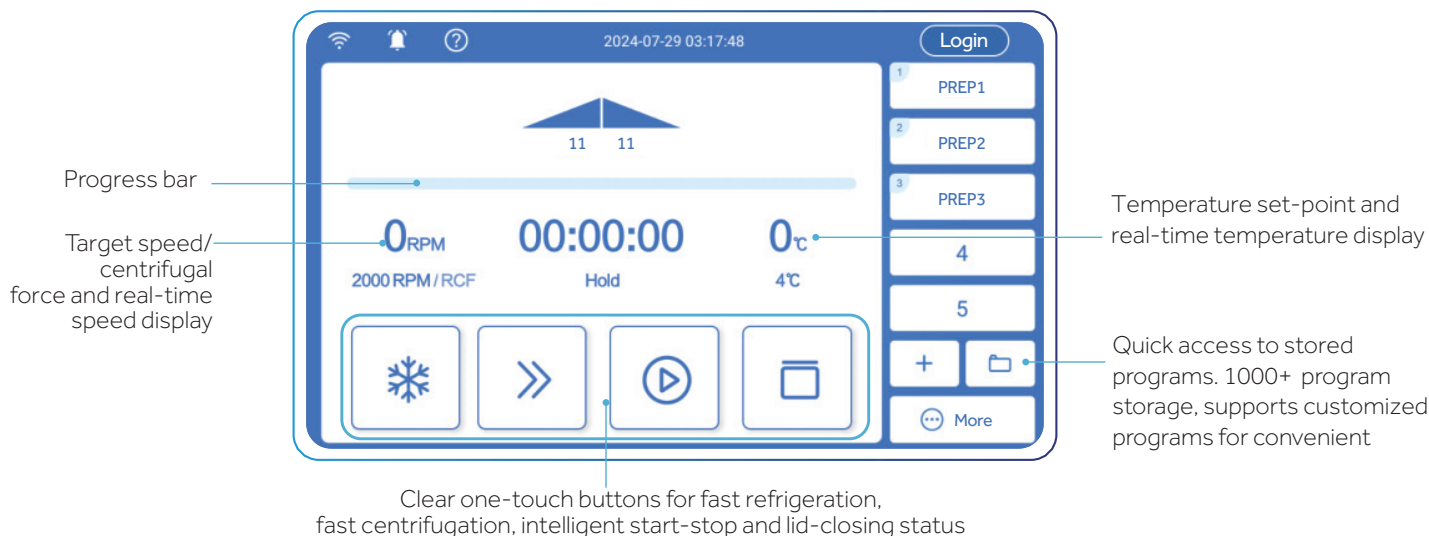 2024-07-29 03:17:48
Login
11 11
Progress bar
Target speed/
centrifugal
force and real-time
speed display
0 RPM
2000 RPM / RCF
00:00:00
Hold
0 ℃
4℃
1
PREP1
2
PREP2
3
PREP3
4
5
+
More
Temperature set-point and
real-time temperature display
Quick access to stored
programs. 1000+ program
storage, supports customized
programs for convenient
Clear one-touch buttons for fast refrigeration,
fast centrifugation, intelligent start-stop and lid-closing status